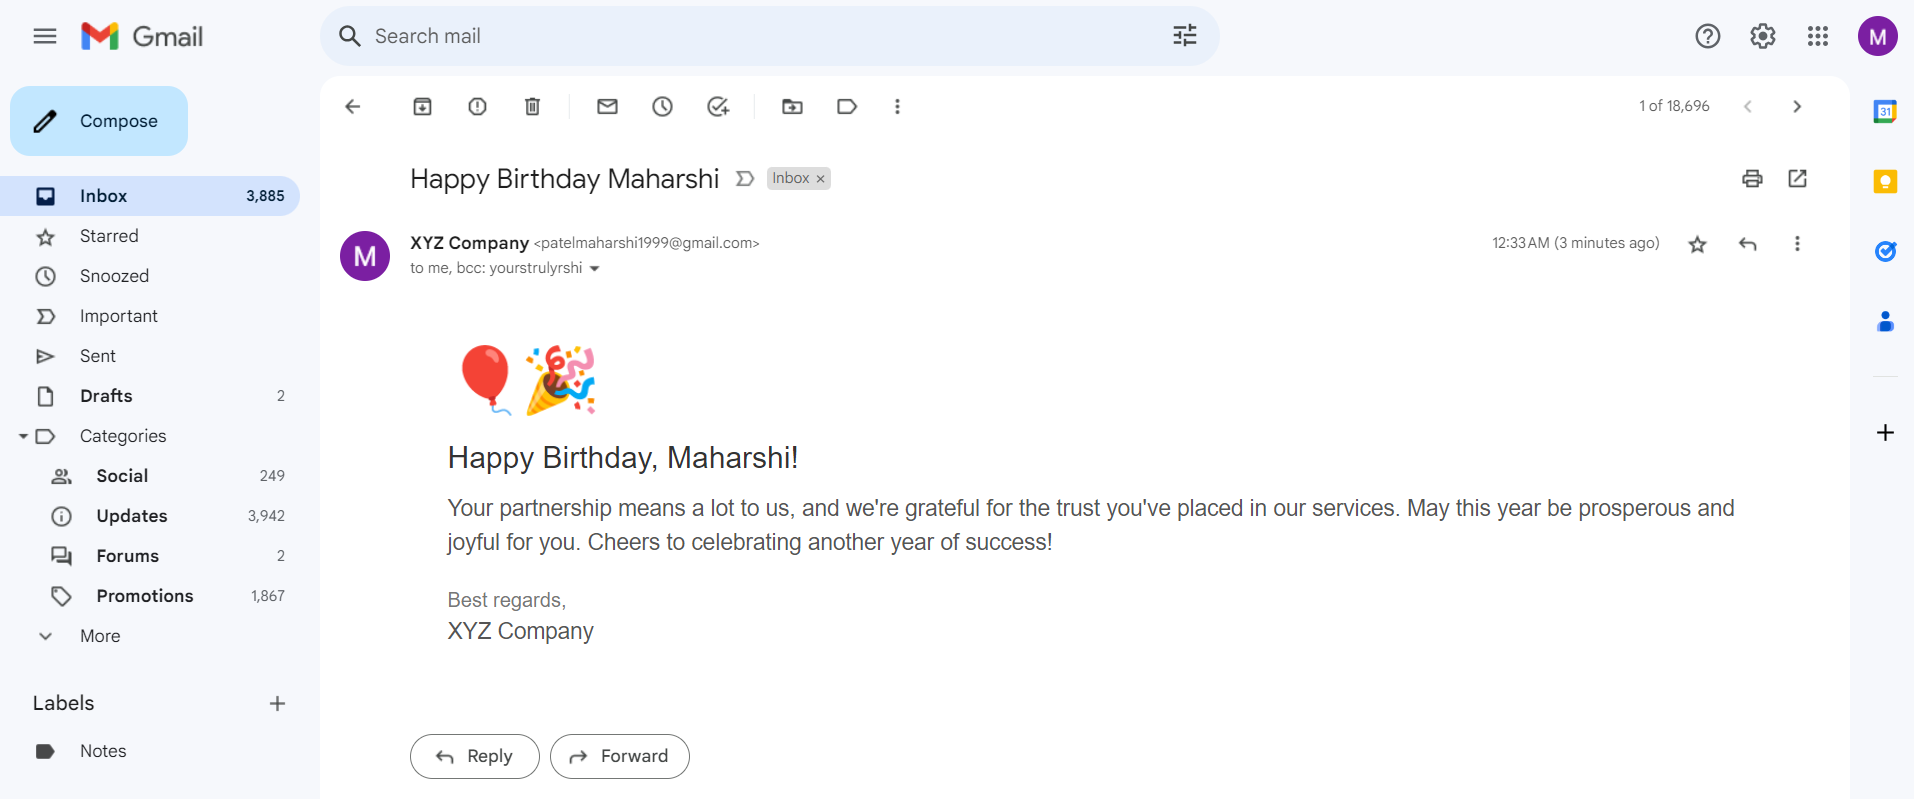 Gmail
Search mail
M
Compose
1 of 18,696
31
Inbox 3,885
Happy Birthday Maharshi Inbox ×
Starred
Snoozed
M
XYZ Company <patelmaharshi1999@gmail.com> 12:33 AM (3 minutes ago)
to me, bcc: yourstrulyrshi
Important
Sent
Drafts 2
Categories
Social 249
Updates 3,942
Forums 2
Promotions 1,867
More
Happy Birthday, Maharshi!
Your partnership means a lot to us, and we're grateful for the trust you've placed in our services. May this year be prosperous and
joyful for you. Cheers to celebrating another year of success!
Best regards,
XYZ Company
Labels +
Notes
Reply Forward